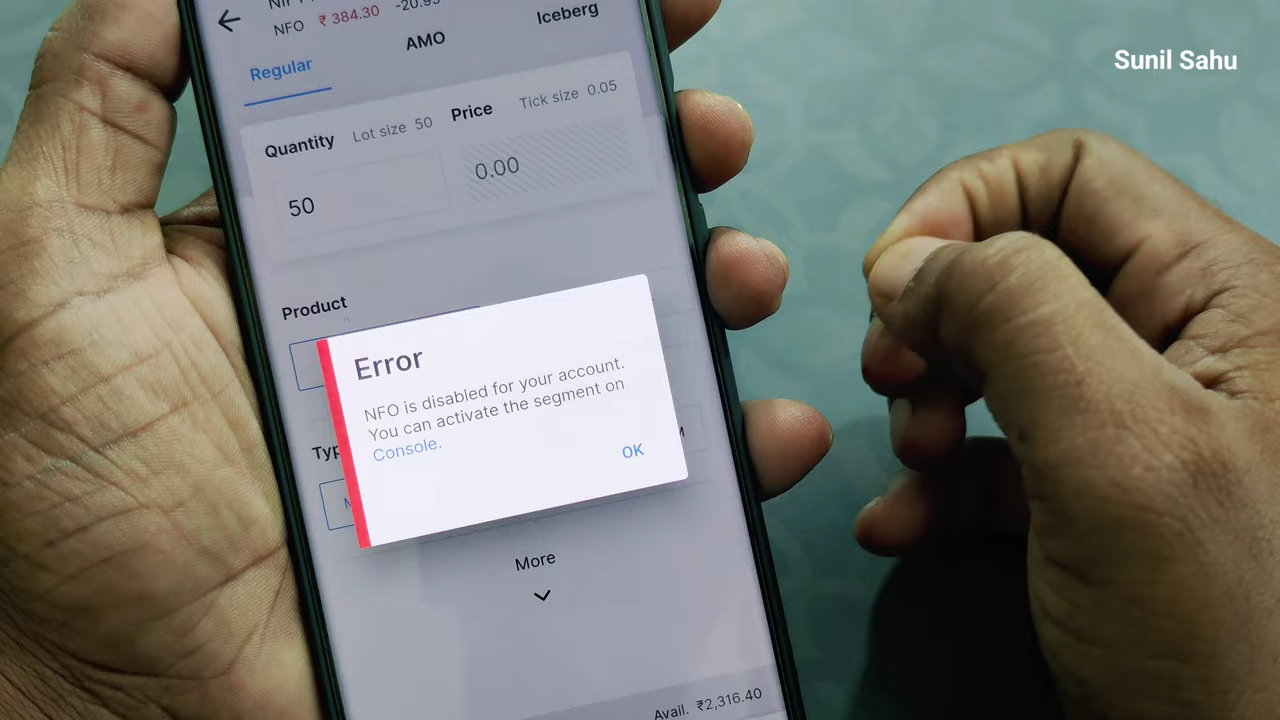 NFO ₹ 384.30
Regular
AMO
Iceberg
Quantity Lot size 50
Price Tick size 0.05
50
0.00
Product
Error
NFO is disabled for your account.
You can activate the segment on
Console.
OK
More
Avail. ₹2,316.40
Sunil Sahu